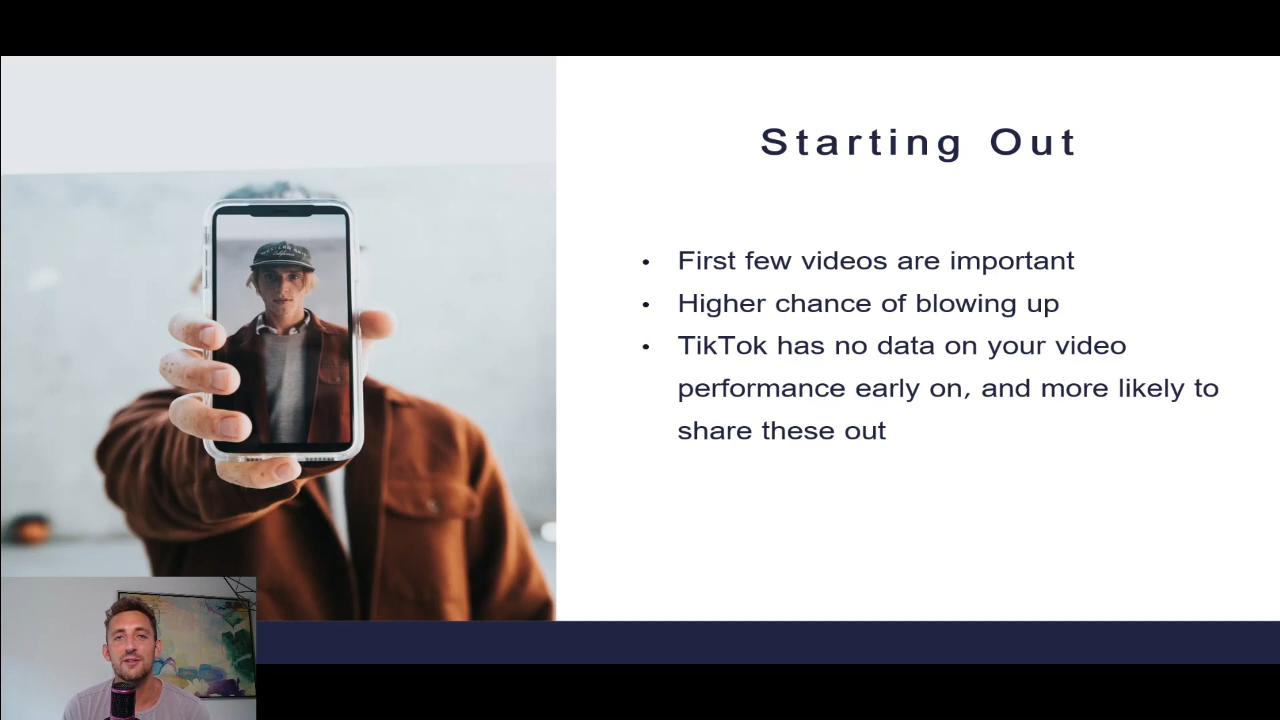 Starting Out
• First few videos are important
• Higher chance of blowing up
• TikTok has no data on your video
performance early on, and more likely to
share these out